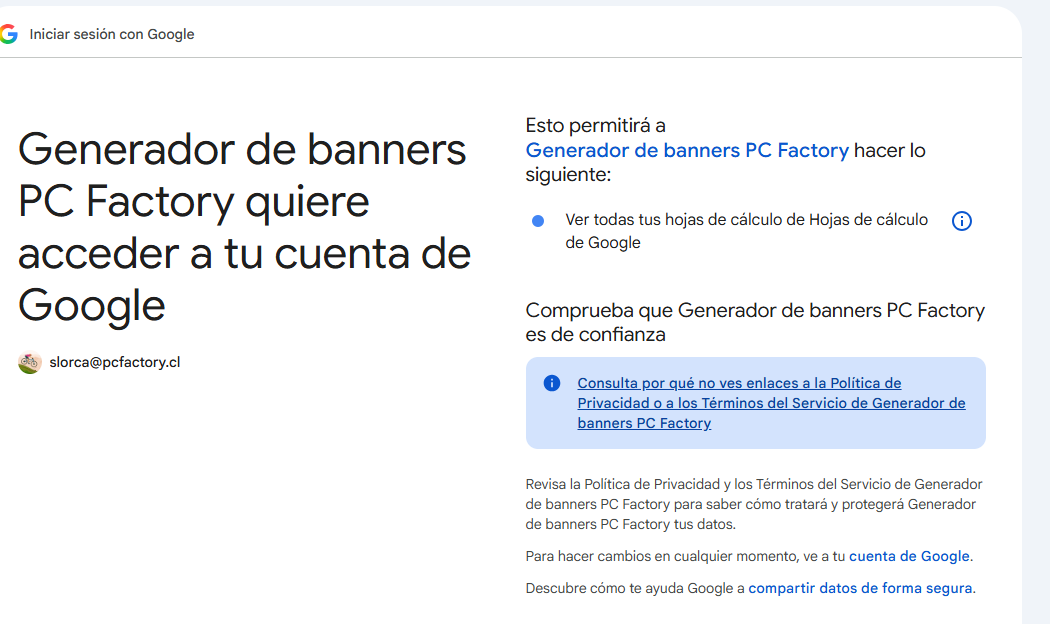 Iniciar sesión con Google
Generador de banners
PC Factory quiere
acceder a tu cuenta de
Google
slorca@pcfactory.cl
Esto permitirá a
Generador de banners PC Factory hacer lo
siguiente:
Ver todas tus hojas de cálculo de Hojas de cálculo
de Google
Comprueba que Generador de banners PC Factory
es de confianza
Consulta por qué no ves enlaces a la Política de
Privacidad o a los Términos del Servicio de Generador de
banners PC Factory
Revisa la Política de Privacidad y los Términos del Servicio de Generador
de banners PC Factory para saber cómo tratará y protegerá Generador
de banners PC Factory tus datos.
Para hacer cambios en cualquier momento, ve a tu cuenta de Google.
Descubre cómo te ayuda Google a compartir datos de forma segura.